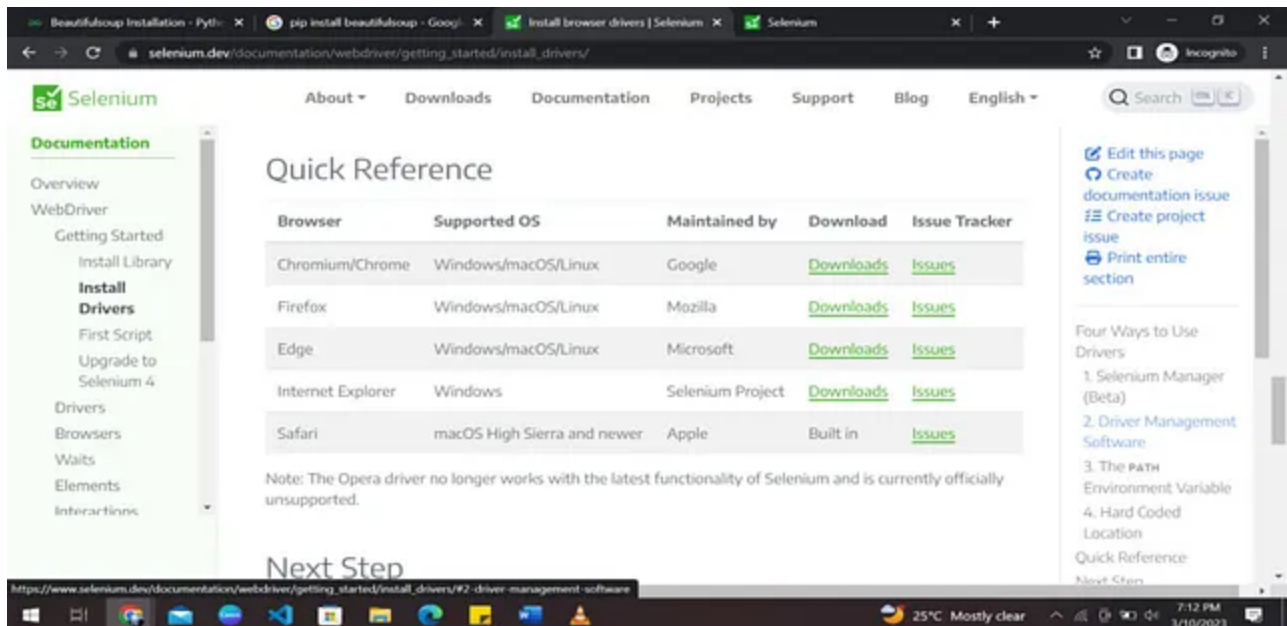 Beautifulsoup Installation - Pyth
pip install beautifulsoup - Googl
Install browser drivers | Selenium
Selenium
selenium.dev/documentation/webdriver/getting_started/install_drivers/
Incognito
Selenium
About
Downloads
Documentation
Projects
Support
Blog
English
Search
K
Documentation
Overview
WebDriver
Getting Started
Install Library
Install
Drivers
First Script
Upgrade to
Selenium 4
Drivers
Browsers
Waits
Elements
Interactions
Quick Reference
Browser Supported OS Maintained by Download Issue Tracker
Chromium/Chrome Windows/macOS/Linux Google Downloads Issues
Firefox Windows/macOS/Linux Mozilla Downloads Issues
Edge Windows/macOS/Linux Microsoft Downloads Issues
Internet Explorer Windows Selenium Project Downloads Issues
Safari macOS High Sierra and newer Apple Built in Issues
Note: The Opera driver no longer works with the latest functionality of Selenium and is currently officially
unsupported.
Next Step
Edit this page
Create
documentation issue
Create project
issue
Print entire
section
Four Ways to Use
Drivers
1. Selenium Manager
(Beta)
2. Driver Management
Software
3. The PATH
Environment Variable
4. Hard Coded
Location
Quick Reference
Next Step
https://www.selenium.dev/documentation/webdriver/getting_started/install_drivers/#2-driver-management-software
25°C Mostly clear
7:12 PM
3/10/2023